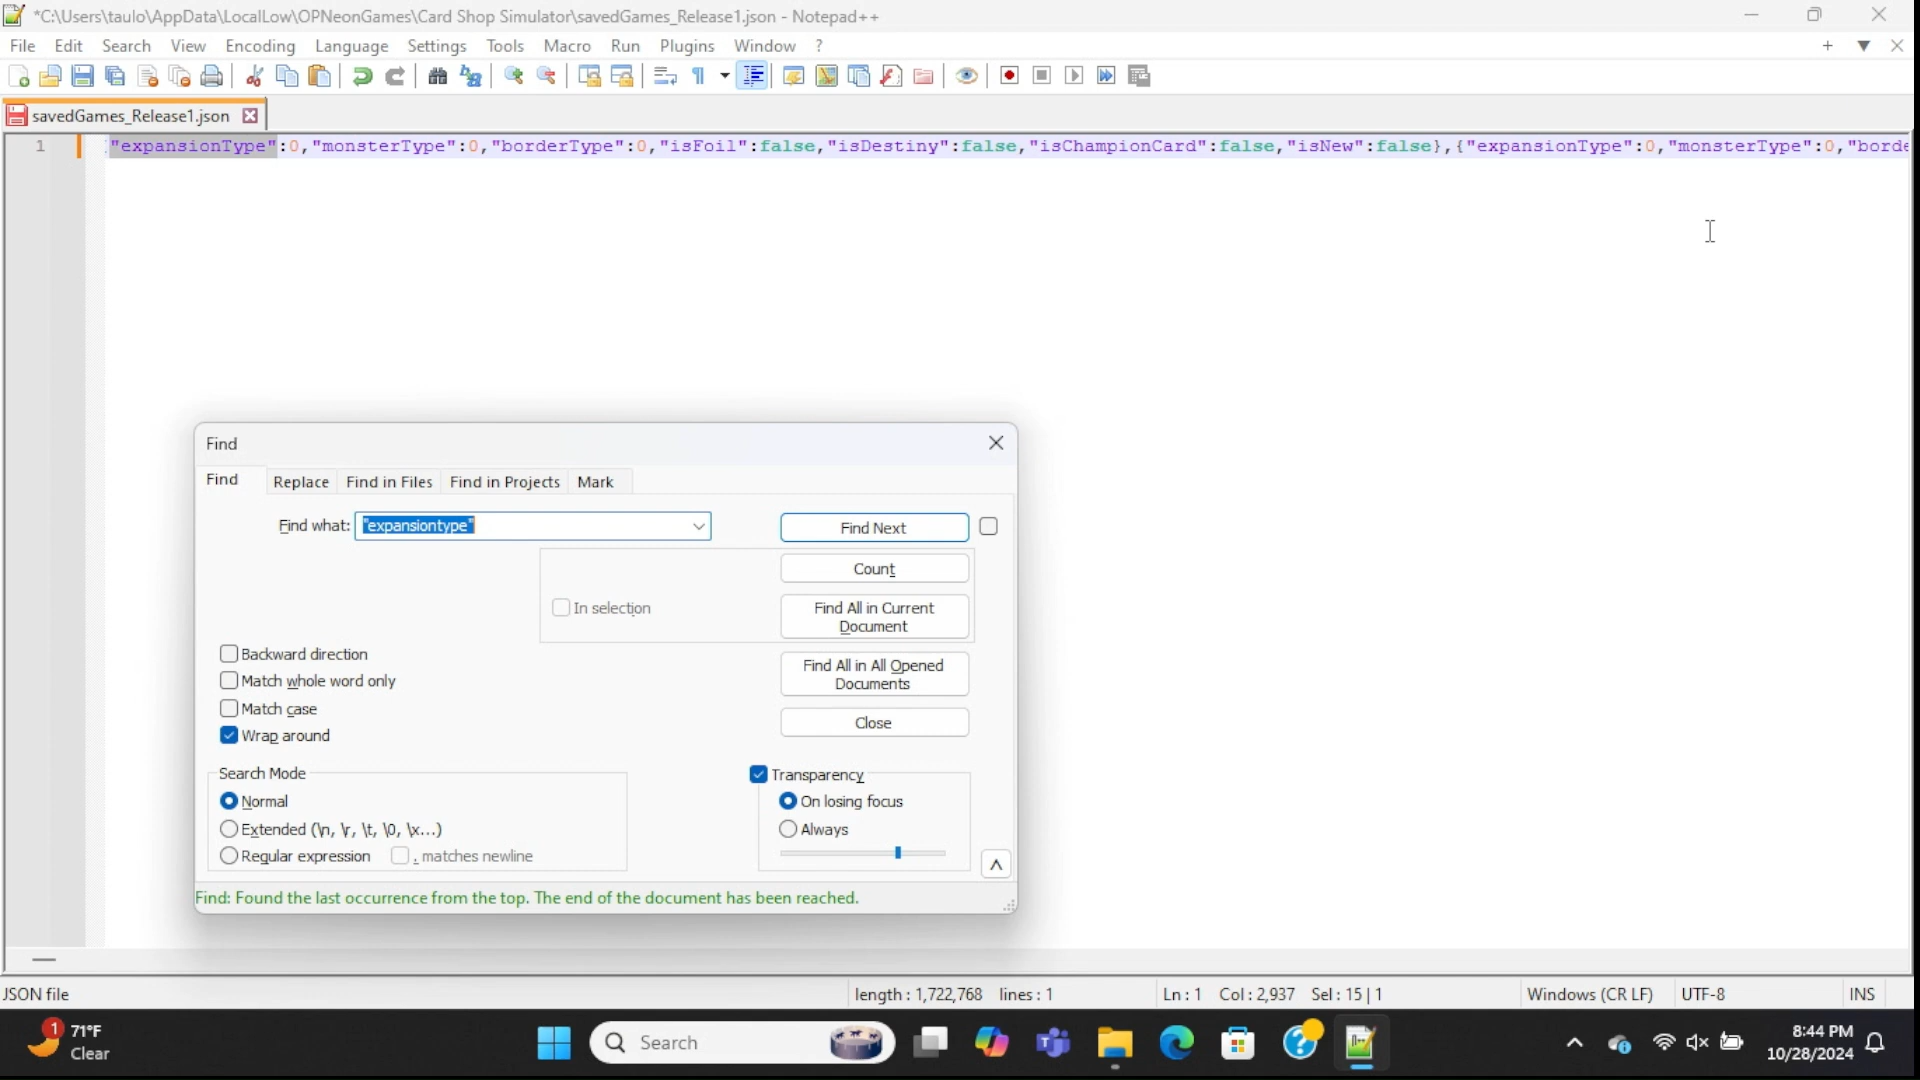 *C:\Users\taulo\AppData\LocalLow\OPNeonGames\Card Shop Simulator\savedGames_Release1.json - Notepad++
File Edit Search View Encoding Language Settings Tools Macro Run Plugins Window ?
savedGames_Release1.json
1 "expansionType":0,"monsterType":0,"borderType":0,"isFoil":false,"isDestiny":false,"isChampionCard":false,"isNew":false},{"expansionType":0,"monsterType":0,"borde
Find
Find Replace Find in Files Find in Projects Mark
Find what: "expansiontype" Find Next
Count
In selection Find All in Current
Document
Backward direction Find All in All Opened
Documents
Match whole word only
Match case Close
Wrap around
Search Mode Transparency
Normal On losing focus
Extended (\n, \r, \t, \0, \x...) Always
Regular expression . matches newline
Find: Found the last occurrence from the top. The end of the document has been reached.
JSON file length : 1,722,768 lines : 1 Ln : 1 Col : 2,937 Sel : 15 | 1 Windows (CR LF) UTF-8 INS
1 71°F
Clear
Search
8:44 PM
10/28/2024